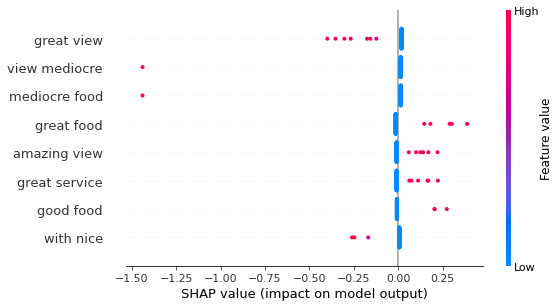 High
great view
view mediocre
mediocre food
great food
amazing view
great service
good food
with nice
Feature value
Low
−1.50 −1.25 −1.00 −0.75 −0.50 −0.25 0.00 0.25
SHAP value (impact on model output)